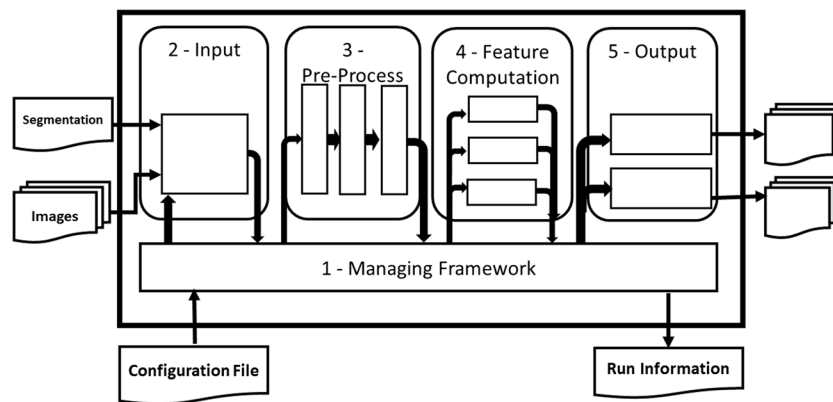 2 - Input
3 -
Pre-Process
4 - Feature
Computation
5 - Output
Segmentation
Images
1 - Managing Framework
Configuration File
Run Information